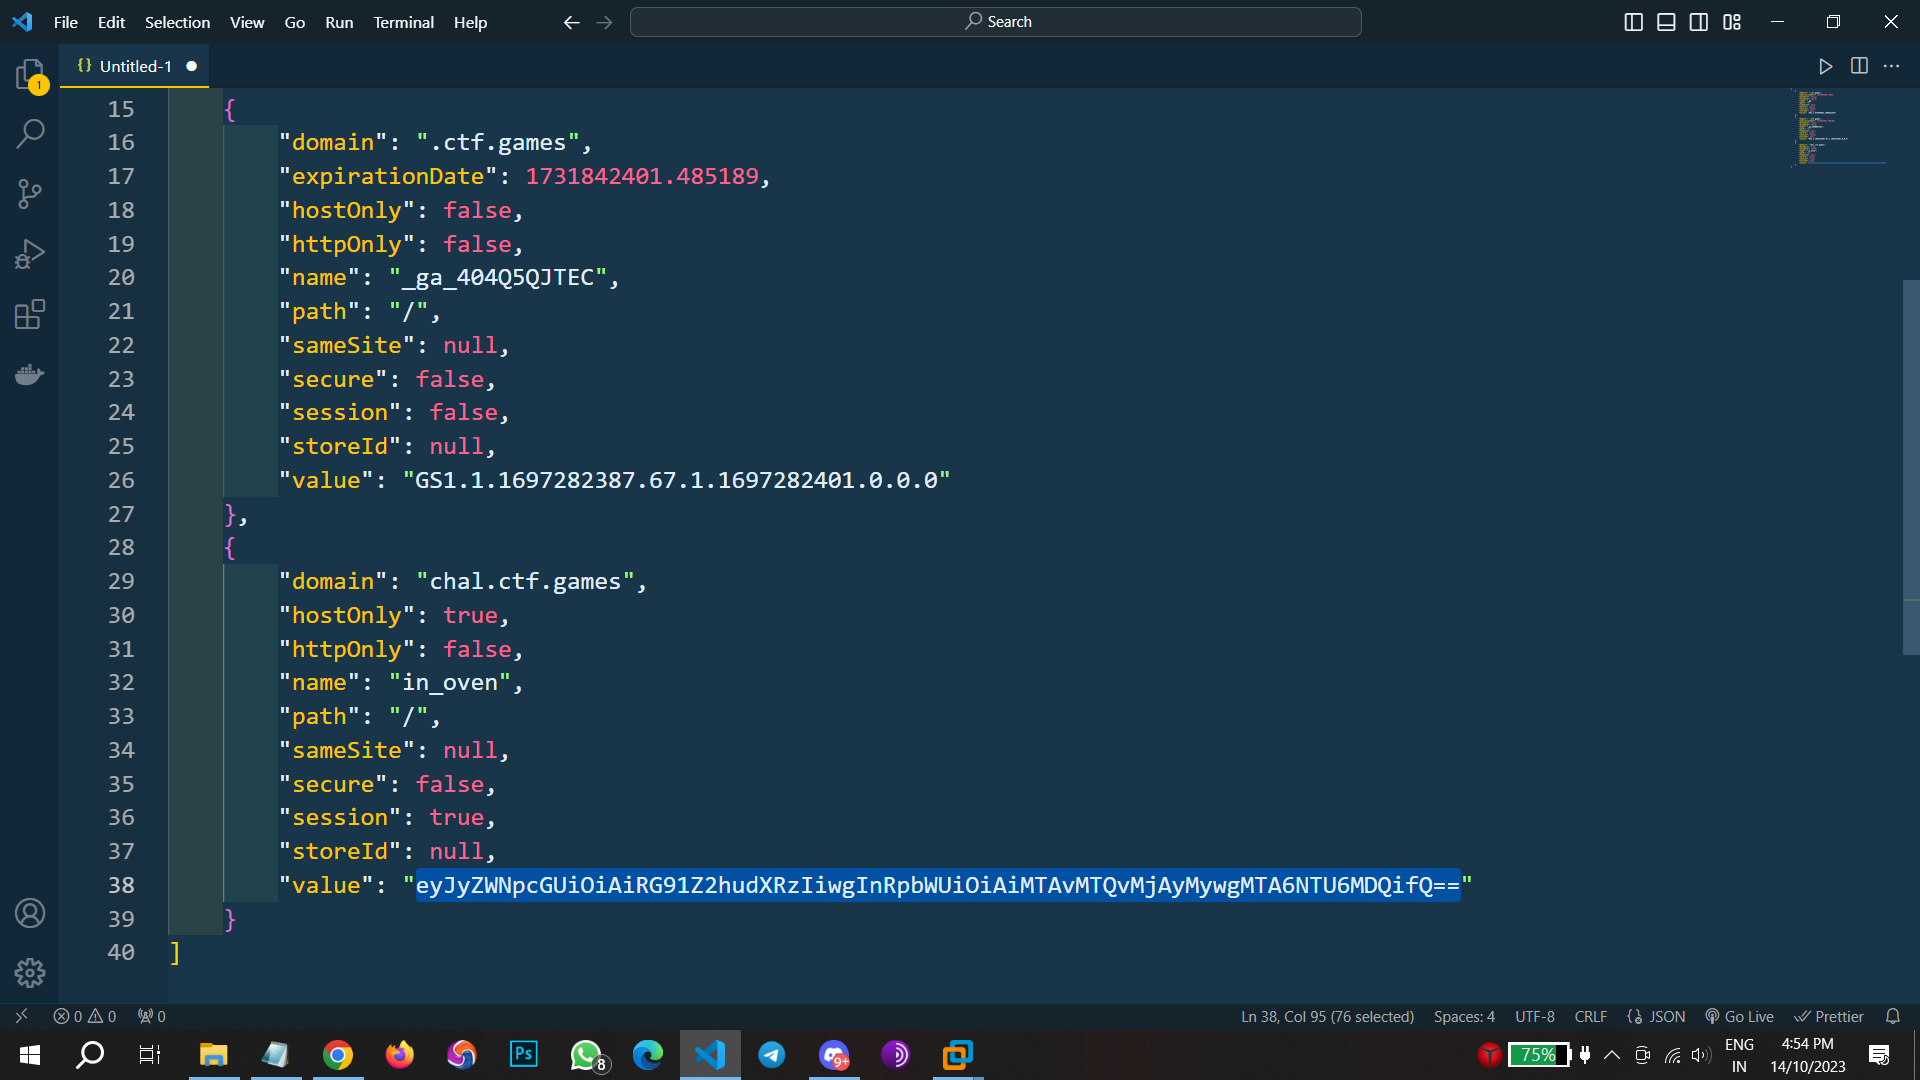 File Edit Selection View Go Run Terminal Help
Search
1
{} Untitled-1
15 {
16 "domain": ".ctf.games",
17 "expirationDate": 1731842401.485189,
18 "hostOnly": false,
19 "httpOnly": false,
20 "name": "_ga_404Q5QJTEC",
21 "path": "/",
22 "sameSite": null,
23 "secure": false,
24 "session": false,
25 "storeId": null,
26 "value": "GS1.1.1697282387.67.1.1697282401.0.0.0"
27 },
28 {
29 "domain": "chal.ctf.games",
30 "hostOnly": true,
31 "httpOnly": false,
32 "name": "in_oven",
33 "path": "/",
34 "sameSite": null,
35 "secure": false,
36 "session": true,
37 "storeId": null,
38 "value": "eyJyZWNpcGUiOiAiRG91Z2hudXRzIiwgInRpbWUiOiAiMTAvMTQvMjAyMywgMTA6NTU6MDQifQ=="
39 }
40 ]
0 0 0
Ln 38, Col 95 (76 selected) Spaces: 4 UTF-8 CRLF {} JSON Go Live Prettier
Ps
8
9+
75%
ENG
IN
4:54 PM
14/10/2023